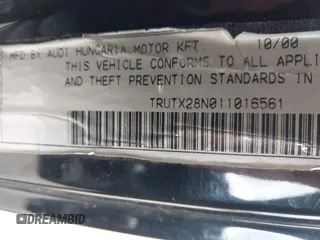 MFD BY AUDI HUNGARIA MOTOR KFT. 10/00
THIS VEHICLE CONFORMS TO ALL APPLI
AND THEFT PREVENTION STANDARDS IN
TRUTX28N011016561
DREAMBID